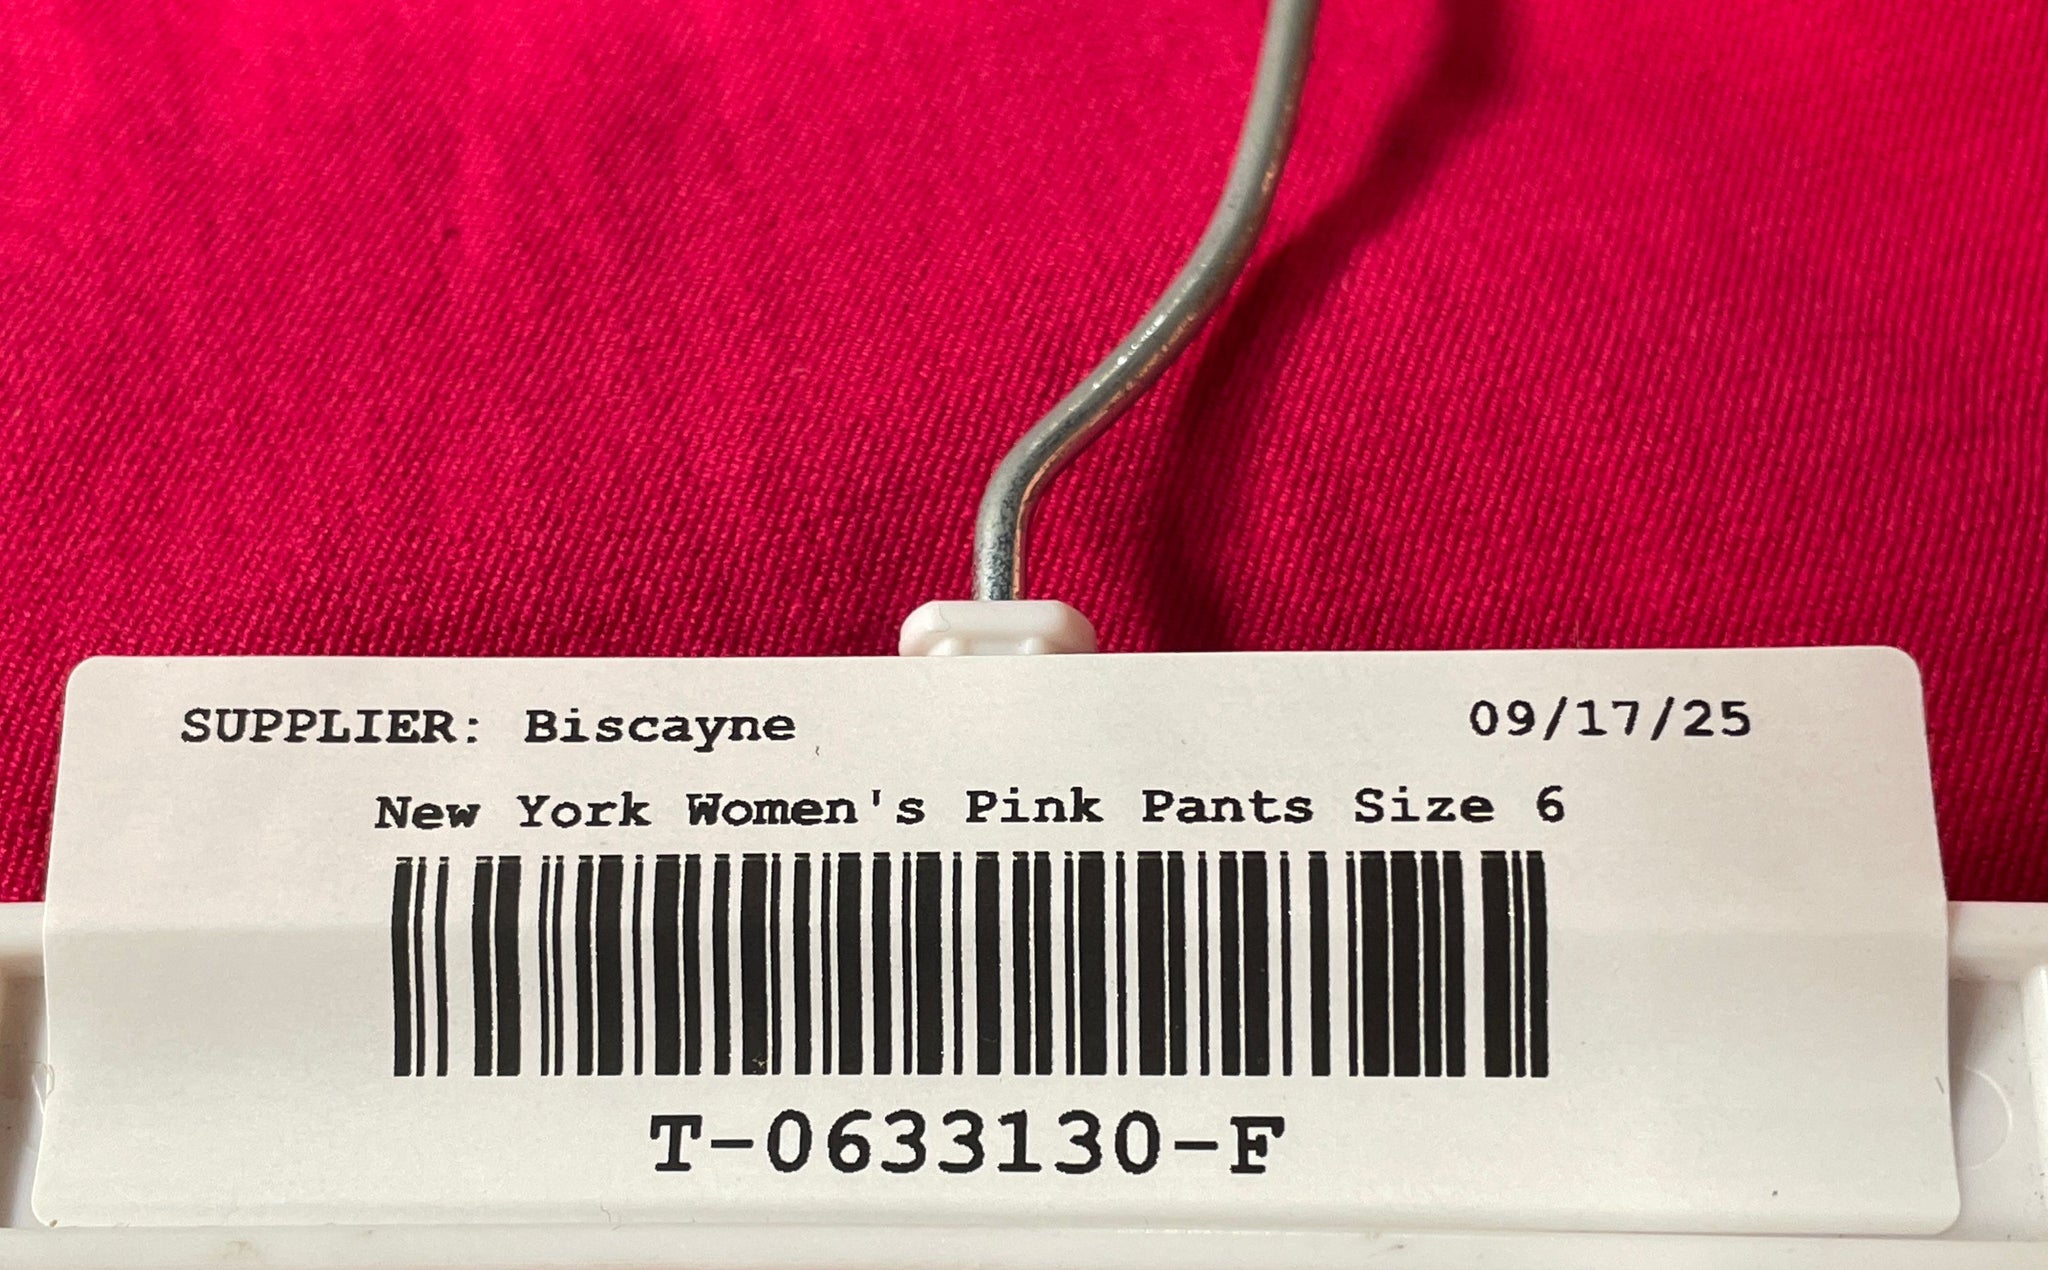 SUPPLIER: Biscayne 09/17/25
New York Women's Pink Pants Size 6
T-0633130-F